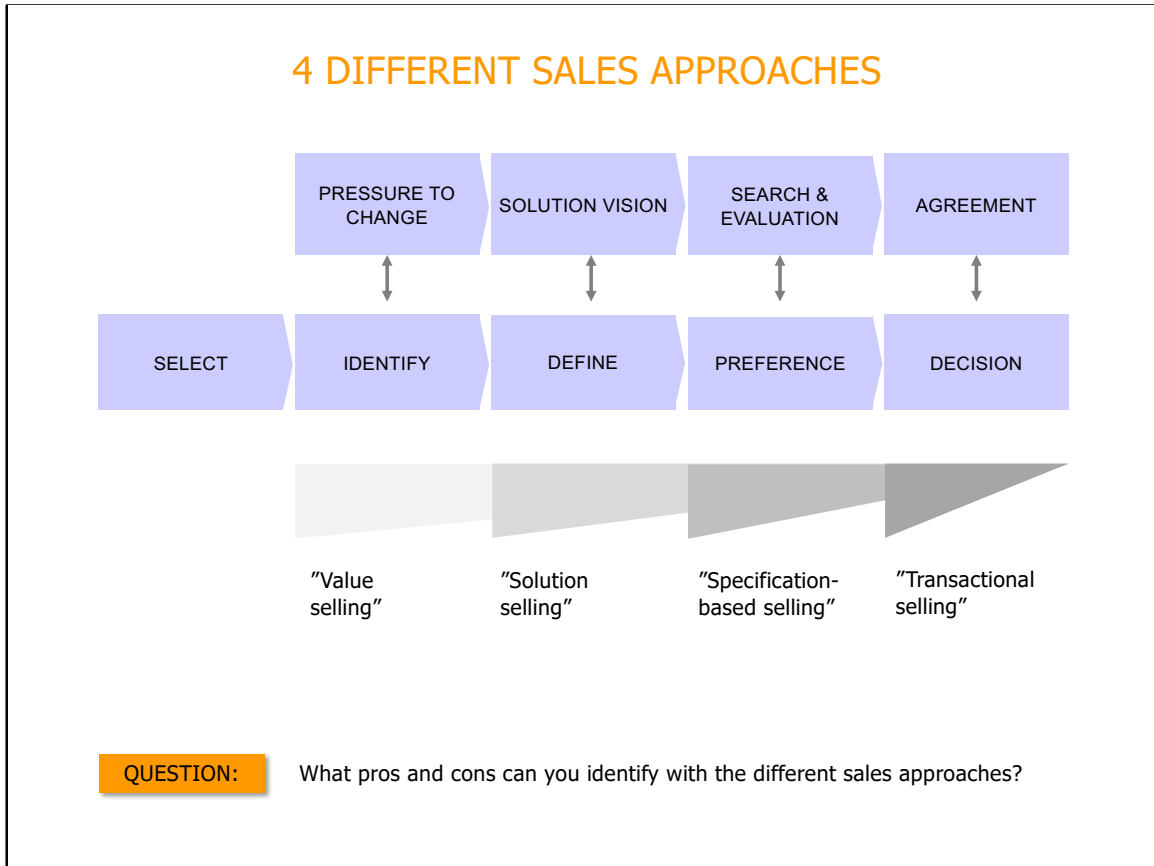 4 DIFFERENT SALES APPROACHES
PRESSURE TO
CHANGE
SOLUTION VISION
SEARCH &
EVALUATION
AGREEMENT
SELECT
IDENTIFY
DEFINE
PREFERENCE
DECISION
”Value
selling”
”Solution
selling”
”Specification-
based selling”
”Transactional
selling”
QUESTION:
What pros and cons can you identify with the different sales approaches?